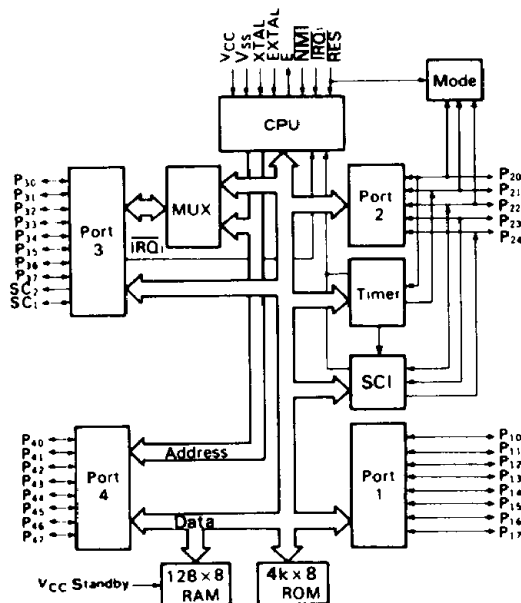 VCC
VSS
XTAL
EXTAL
E
NMI
IRQ1
RES
Mode
CPU
P30
P31
P32
P33
P34
P35
P36
P37
SC2
SC1
Port
3
MUX
IRQ1
Port
2
P20
P21
P22
P23
P24
Timer
SCI
P40
P41
P42
P43
P44
P45
P46
P47
Port
4
Address
Data
Port
1
P10
P11
P12
P13
P14
P15
P16
P17
VCC Standby
128×8
RAM
4k×8
ROM